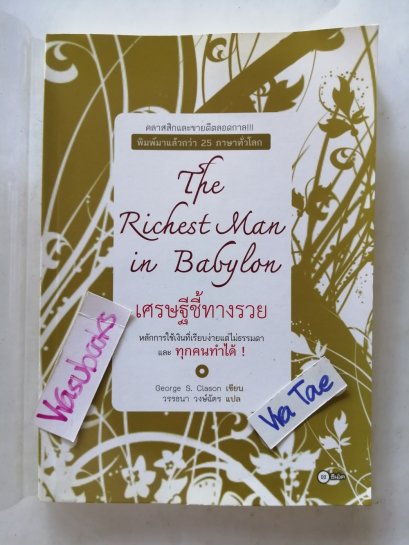 คลาสสิกและขายดีตลอดกาล!!!
พิมพ์มาแล้วกว่า 25 ภาษาทั่วโลก
The
Richest Man
in Babylon
เศรษฐีชี้ทางรวย
หลักการใช้เงินที่เรียบง่ายแต่ไม่ธรรมดา
และ ทุกคนทำได้ !
George S. Clason เขียน
วรรธนา วงษ์ฉัตร แปล
Wasubooks
Wa Tae
ซีเอ็ด